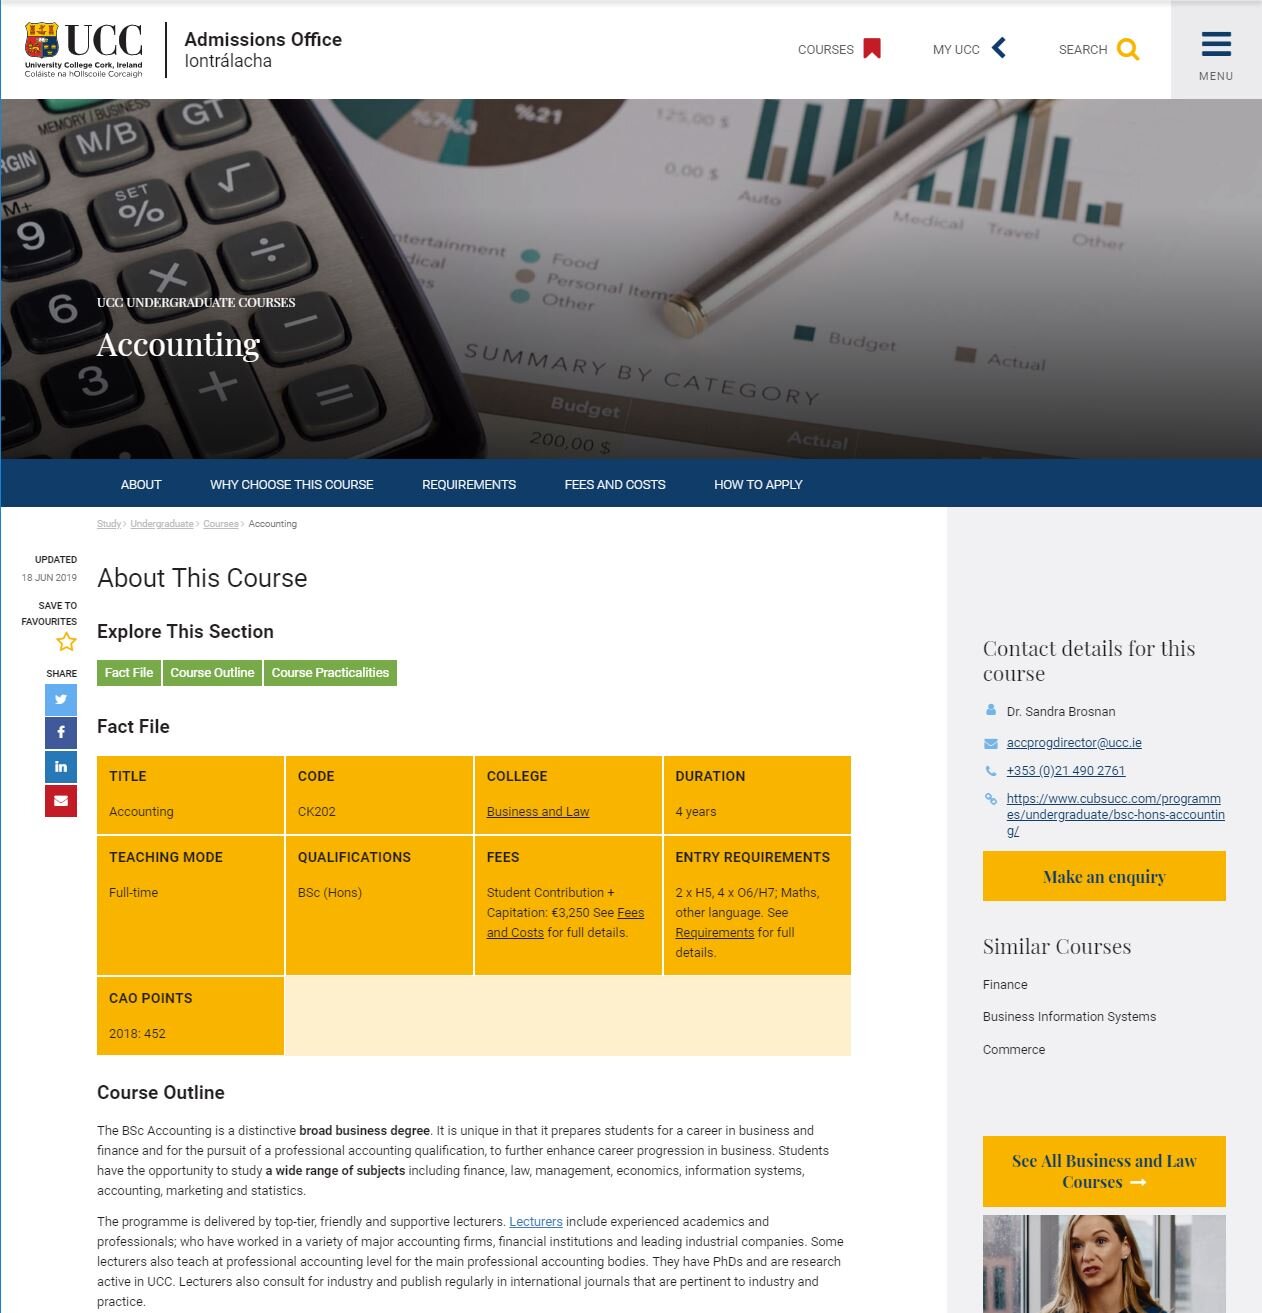 UCC
University College Cork, Ireland
Coláiste na hOllscoile Corcaigh
Admissions Office
Iontrálacha
COURSES
MY UCC
SEARCH
MENU
MEMORY / BUSINESS
GT
M/B
RGIN
SET
%
√
M+
9
÷
×
6
−
3
+
=
%7%3
%21
125,00 $
0,00 $
Auto
Medical
Travel
Other
ntertainment
dical
es
Food
Personal Items
Other
Budget
Actual
SUMMARY BY CATEGORY
Budget
Actual
200,00 $
UCC UNDERGRADUATE COURSES
Accounting
ABOUT
WHY CHOOSE THIS COURSE
REQUIREMENTS
FEES AND COSTS
HOW TO APPLY
Study › Undergraduate › Courses › Accounting
UPDATED
18 JUN 2019
SAVE TO
FAVOURITES
SHARE
About This Course
Explore This Section
Fact File
Course Outline
Course Practicalities
Fact File
TITLE
Accounting
CODE
CK202
COLLEGE
Business and Law
DURATION
4 years
TEACHING MODE
Full-time
QUALIFICATIONS
BSc (Hons)
FEES
Student Contribution +
Capitation: €3,250 See Fees
and Costs for full details.
ENTRY REQUIREMENTS
2 x H5, 4 x O6/H7; Maths,
other language. See
Requirements for full
details.
CAO POINTS
2018: 452
Course Outline
The BSc Accounting is a distinctive broad business degree. It is unique in that it prepares students for a career in business and
finance and for the pursuit of a professional accounting qualification, to further enhance career progression in business. Students
have the opportunity to study a wide range of subjects including finance, law, management, economics, information systems,
accounting, marketing and statistics.
The programme is delivered by top-tier, friendly and supportive lecturers. Lecturers include experienced academics and
professionals; who have worked in a variety of major accounting firms, financial institutions and leading industrial companies. Some
lecturers also teach at professional accounting level for the main professional accounting bodies. They have PhDs and are research
active in UCC. Lecturers also consult for industry and publish regularly in international journals that are pertinent to industry and
practice.
Contact details for this
course
Dr. Sandra Brosnan
accprogdirector@ucc.ie
+353 (0)21 490 2761
https://www.cubsucc.com/programm
es/undergraduate/bsc-hons-accountin
g/
Make an enquiry
Similar Courses
Finance
Business Information Systems
Commerce
See All Business and Law
Courses →